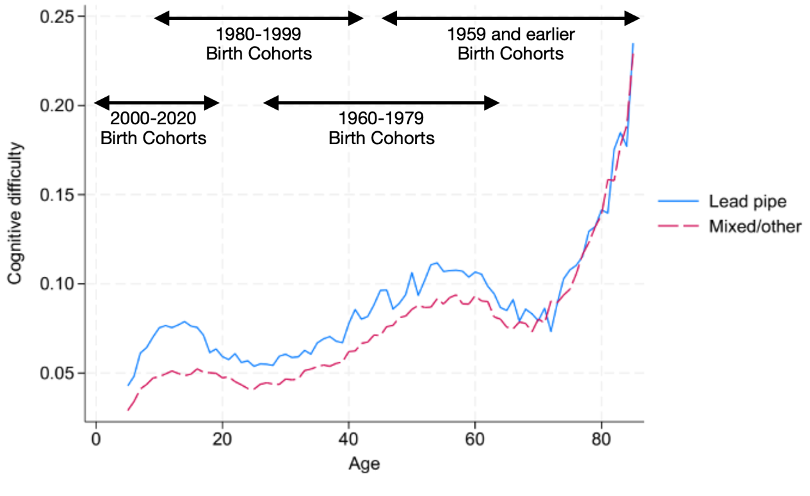 0.25
0.20
0.15
0.10
0.05
Cognitive difficulty
1980-1999
Birth Cohorts
1959 and earlier
Birth Cohorts
2000-2020
Birth Cohorts
1960-1979
Birth Cohorts
Lead pipe
Mixed/other
0
20
40
60
80
Age